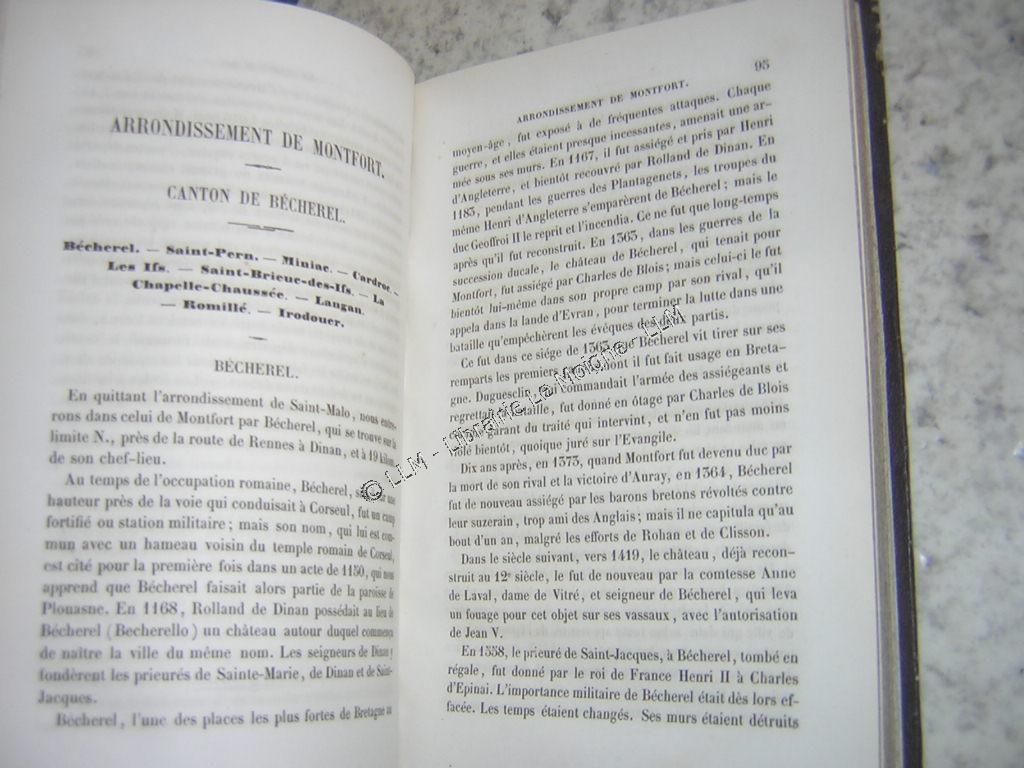 ARRONDISSEMENT DE MONTFORT.
CANTON DE BÉCHEREL.
Bécherel. — Saint-Pern. — Miniac. — Cardroc. —
Les Ifs. — Saint-Brieuc-des-Ifs. — La
Chapelle-Chaussée. — Langan.
— Romillé. — Irodouer.
BÉCHEREL.
En quittant l'arrondissement de Saint-Malo, nous entre-
rons dans celui de Montfort par Bécherel, qui se trouve sur la
limite N., près de la route de Rennes à Dinan, et à 19 kilom.
de son chef-lieu.
Au temps de l'occupation romaine, Bécherel, sur une
hauteur près de la voie qui conduisait à Corseul, fut un camp
fortifié ou station militaire; mais son nom, qui lui est com-
mun avec un hameau voisin du temple romain de Corseul,
est cité pour la première fois dans un acte de 1150, qui nous
apprend que Bécherel faisait alors partie de la paroisse de
Plouasne. En 1168, Rolland de Dinan possédait au lieu de
Bécherel (Becherello) un château autour duquel commença
de naître la ville du même nom. Les seigneurs de Dinan y
fondèrent les prieurés de Sainte-Marie, de Dinan et de Saint-
Jacques.
Bécherel, l'une des places les plus fortes de Bretagne au
95
ARRONDISSEMENT DE MONTFORT.
moyen-âge, fut exposé à de fréquentes attaques. Chaque
guerre, et elles étaient presque incessantes, amenait une ar-
mée sous ses murs. En 1167, il fut assiégé et pris par Henri
d'Angleterre, et bientôt recouvré par Rolland de Dinan. En
1183, pendant les guerres des Plantagenets, les troupes du
même Henri d'Angleterre s'emparèrent de Bécherel; mais le
duc Geoffroi II le reprit et l'incendia. Ce ne fut que long-temps
après qu'il fut reconstruit. En 1363, dans les guerres de la
succession ducale, le château de Bécherel, qui tenait pour
Montfort, fut assiégé par Charles de Blois; mais celui-ci le fut
bientôt lui-même dans son propre camp par son rival, qu'il
appela dans la lande d'Evran, pour terminer la lutte dans une
bataille qu'empêchèrent les évêques des deux partis.
Ce fut dans ce siége de 1363 que Bécherel vit tirer sur ses
remparts les premiers canons dont il fut fait usage en Breta-
gne. Duguesclin, qui commandait l'armée des assiégeants et
regrettait la bataille, fut donné en ôtage par Charles de Blois
garant du traité qui intervint, et n'en fut pas moins
violé bientôt, quoique juré sur l'Evangile.
Dix ans après, en 1373, quand Montfort fut devenu duc par
la mort de son rival et la victoire d'Auray, en 1364, Bécherel
fut de nouveau assiégé par les barons bretons révoltés contre
leur suzerain, trop ami des Anglais; mais il ne capitula qu'au
bout d'un an, malgré les efforts de Rohan et de Clisson.
Dans le siècle suivant, vers 1419, le château, déjà recon-
struit au 12e siècle, le fut de nouveau par la comtesse Anne
de Laval, dame de Vitré, et seigneur de Bécherel, qui leva
un fouage pour cet objet sur ses vassaux, avec l'autorisation
de Jean V.
En 1558, le prieuré de Saint-Jacques, à Bécherel, tombé en
régale, fut donné par le roi de France Henri II à Charles
d'Epinai. L'importance militaire de Bécherel était dès lors ef-
facée. Les temps étaient changés. Ses murs étaient détruits
© LLM - Librairie Le Moigne - LLM